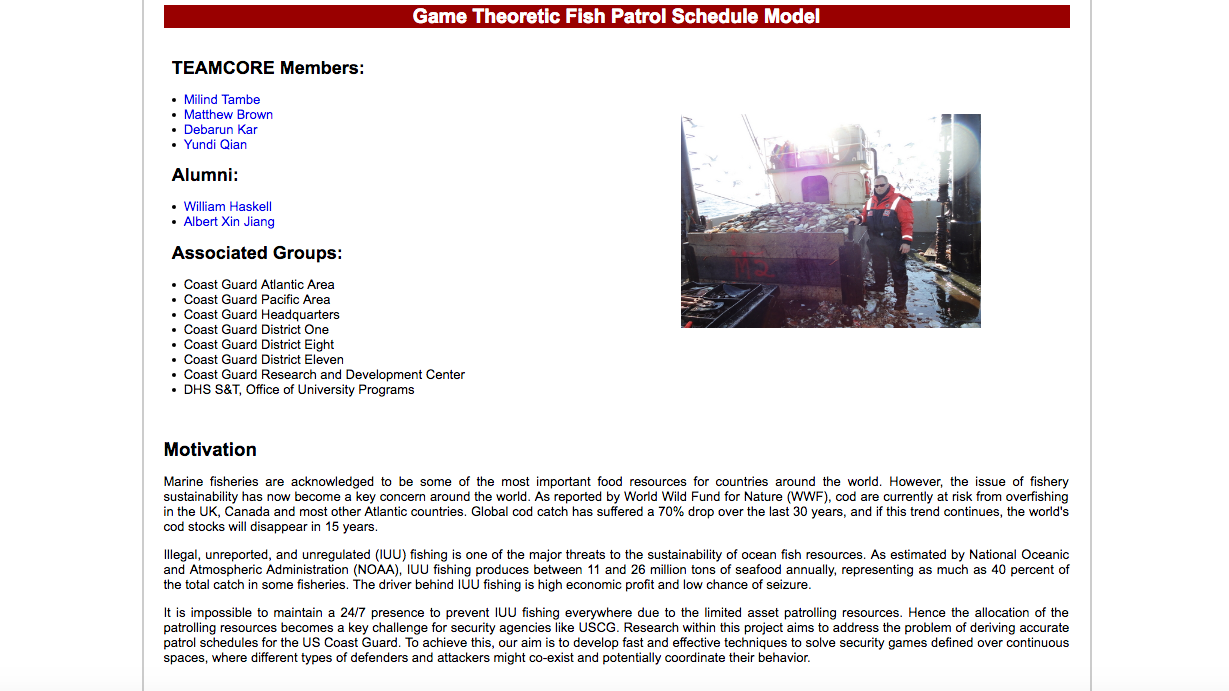 Game Theoretic Fish Patrol Schedule Model
TEAMCORE Members:
• Milind Tambe
• Matthew Brown
• Debarun Kar
• Yundi Qian
Alumni:
• William Haskell
• Albert Xin Jiang
Associated Groups:
• Coast Guard Atlantic Area
• Coast Guard Pacific Area
• Coast Guard Headquarters
• Coast Guard District One
• Coast Guard District Eight
• Coast Guard District Eleven
• Coast Guard Research and Development Center
• DHS S&T, Office of University Programs
Motivation
Marine fisheries are acknowledged to be some of the most important food resources for countries around the world. However, the issue of fishery
sustainability has now become a key concern around the world. As reported by World Wild Fund for Nature (WWF), cod are currently at risk from overfishing
in the UK, Canada and most other Atlantic countries. Global cod catch has suffered a 70% drop over the last 30 years, and if this trend continues, the world's
cod stocks will disappear in 15 years.
Illegal, unreported, and unregulated (IUU) fishing is one of the major threats to the sustainability of ocean fish resources. As estimated by National Oceanic
and Atmospheric Administration (NOAA), IUU fishing produces between 11 and 26 million tons of seafood annually, representing as much as 40 percent of
the total catch in some fisheries. The driver behind IUU fishing is high economic profit and low chance of seizure.
It is impossible to maintain a 24/7 presence to prevent IUU fishing everywhere due to the limited asset patrolling resources. Hence the allocation of the
patrolling resources becomes a key challenge for security agencies like USCG. Research within this project aims to address the problem of deriving accurate
patrol schedules for the US Coast Guard. To achieve this, our aim is to develop fast and effective techniques to solve security games defined over continuous
spaces, where different types of defenders and attackers might co-exist and potentially coordinate their behavior.